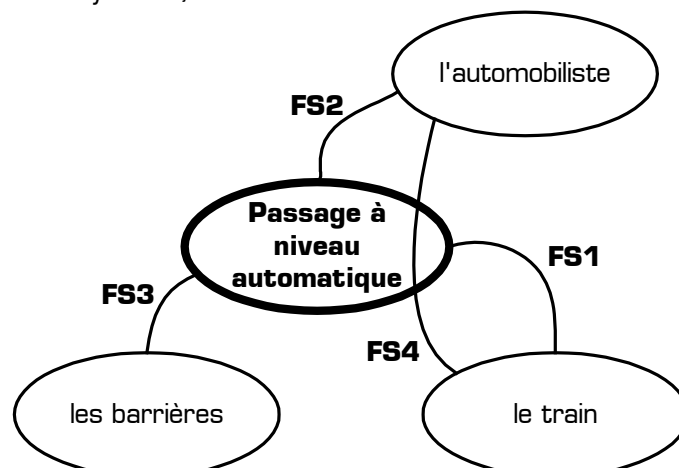 l'automobiliste
FS2
Passage à
niveau
automatique
FS1
FS3
FS4
les barrières
le train